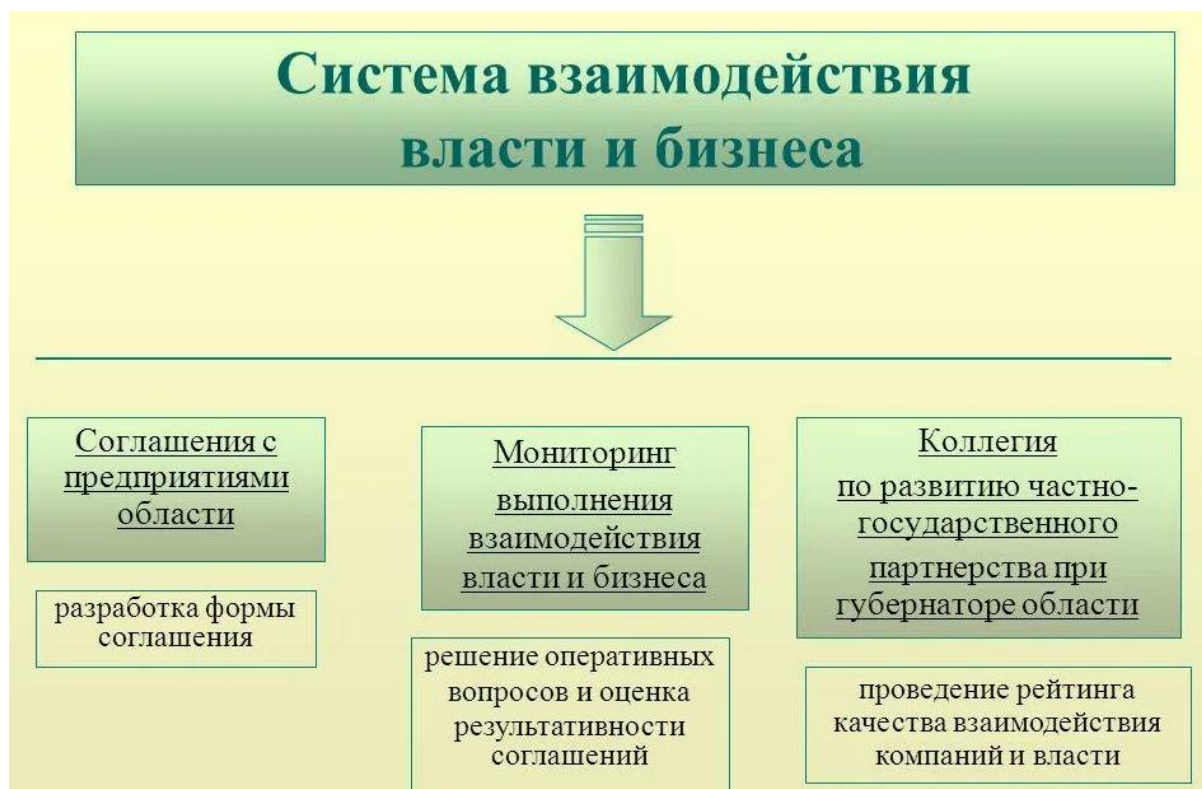 Система взаимодействия
власти и бизнеса
Соглашения с
предприятиями
области
разработка формы
соглашения
Мониторинг
выполнения
взаимодействия
власти и бизнеса
решение оперативных
вопросов и оценка
результативности
соглашений
Коллегия
по развитию частно-
государственного
партнерства при
губернаторе области
проведение рейтинга
качества взаимодействия
компаний и власти